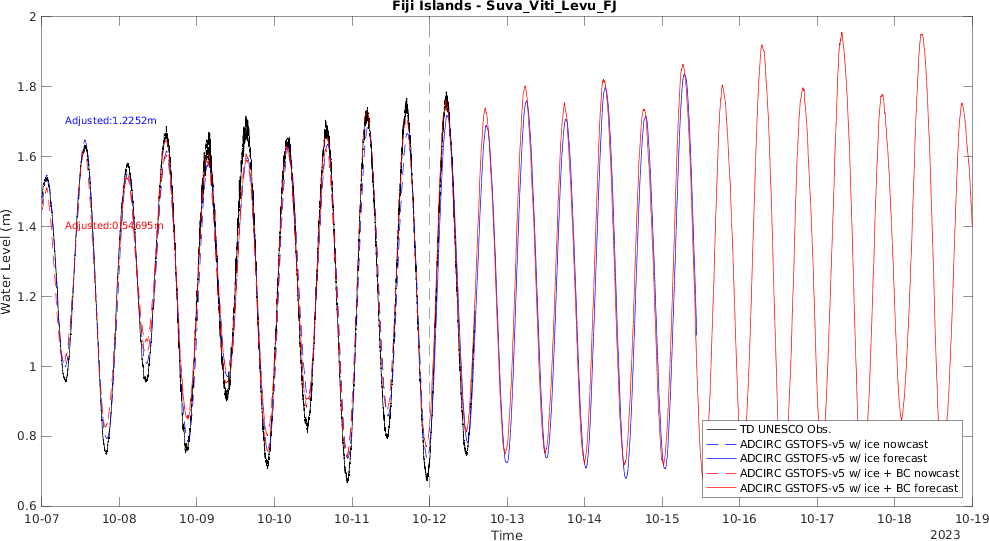 Fiji Islands - Suva_Viti_Levu_FJ
2
1.8
1.6
1.4
1.2
1
0.8
0.6
Water Level (m)
Adjusted:1.2252m
Adjusted:0.54695m
TD UNESCO Obs.
ADCIRC GSTOFS-v5 w/ ice nowcast
ADCIRC GSTOFS-v5 w/ ice forecast
ADCIRC GSTOFS-v5 w/ ice + BC nowcast
ADCIRC GSTOFS-v5 w/ ice + BC forecast
10-07 10-08 10-09 10-10 10-11 10-12 10-13 10-14 10-15 10-16 10-17 10-18 10-19
Time
2023